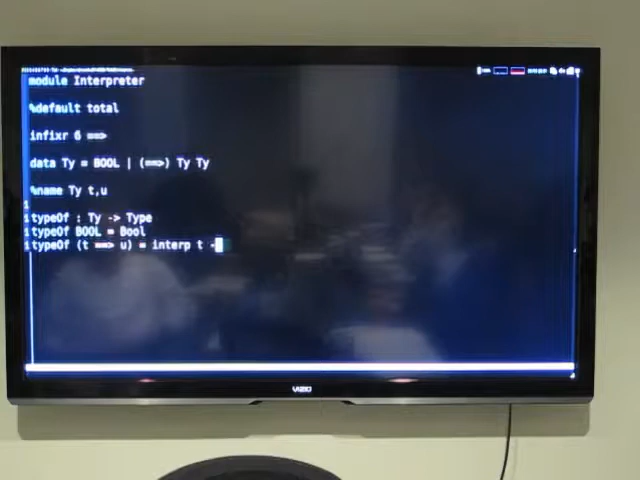 module Interpreter
%default total
infixr 6 ==>
data Ty = BOOL | (==>) Ty Ty
%name Ty t,u
typeOf : Ty -> Type
typeOf BOOL = Bool
typeOf (t ==> u) = interp t -
VIZIO